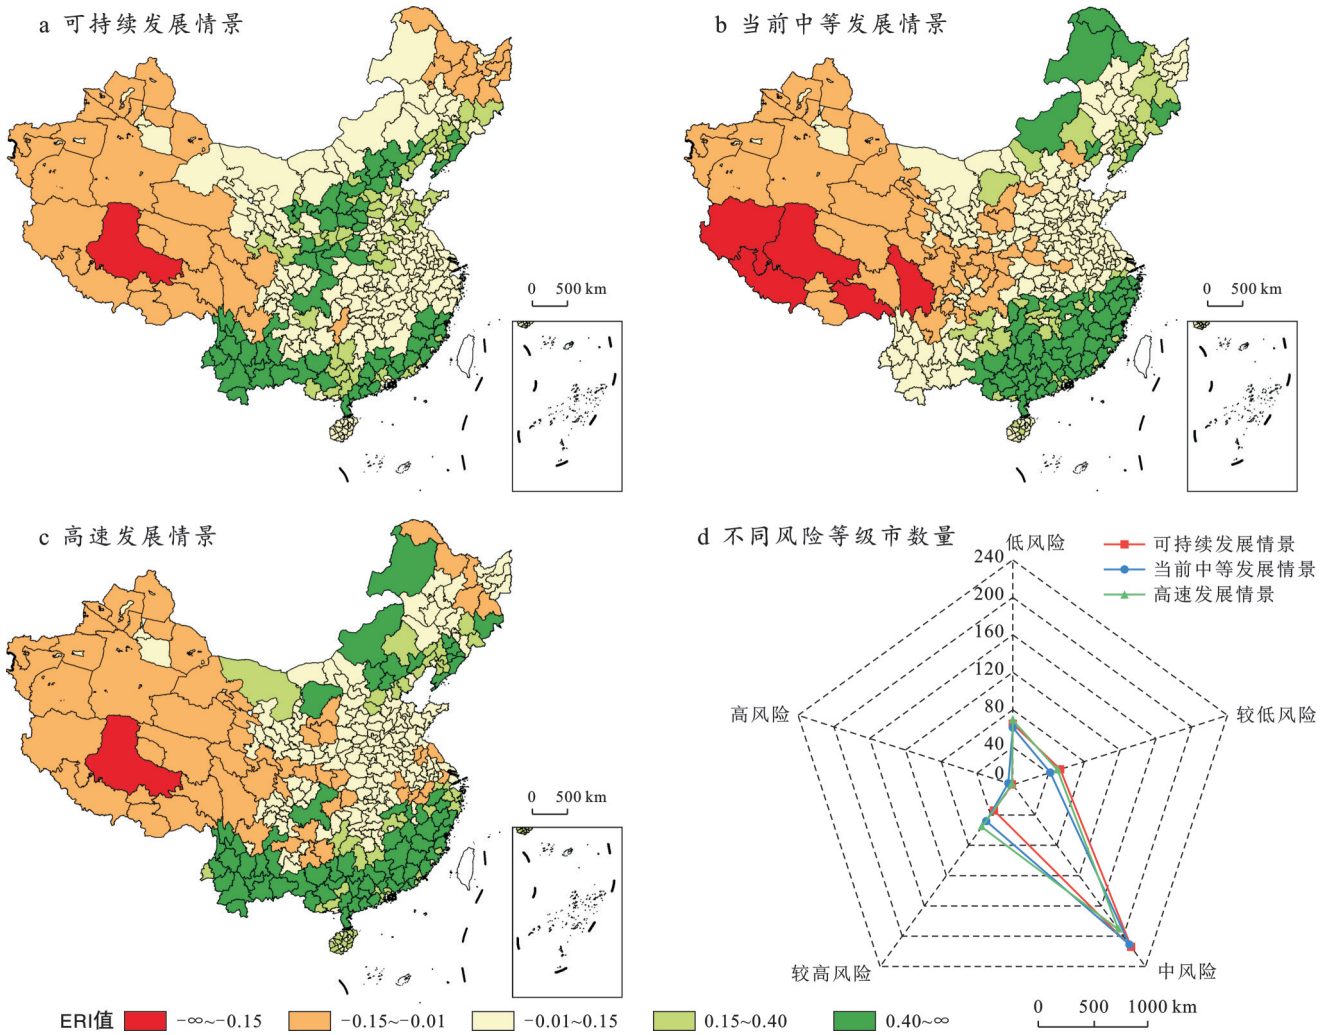 a 可持续发展情景
0 500 km
b 当前中等发展情景
0 500 km
c 高速发展情景
0 500 km
d 不同风险等级市数量
低风险
可持续发展情景
当前中等发展情景
高速发展情景
240
200
160
120
80
40
0
高风险
较低风险
较高风险
中风险
0 500 1000 km
ERI值 -∞~-0.15 -0.15~-0.01 -0.01~0.15 0.15~0.40 0.40~∞